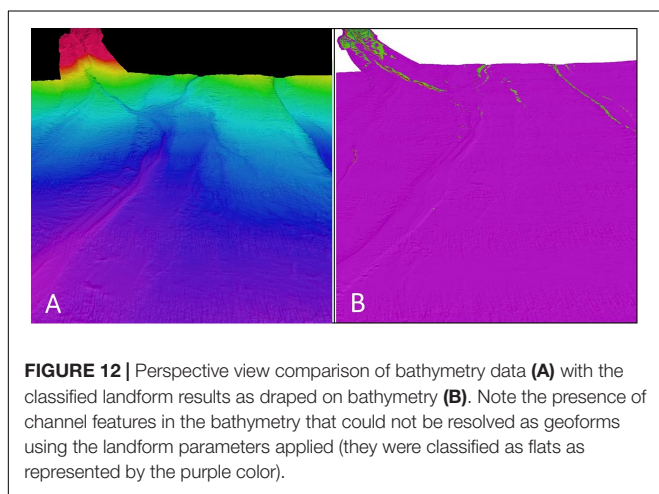 A
B
FIGURE 12 | Perspective view comparison of bathymetry data (A) with the
classified landform results as draped on bathymetry (B). Note the presence of
channel features in the bathymetry that could not be resolved as geoforms
using the landform parameters applied (they were classified as flats as
represented by the purple color).